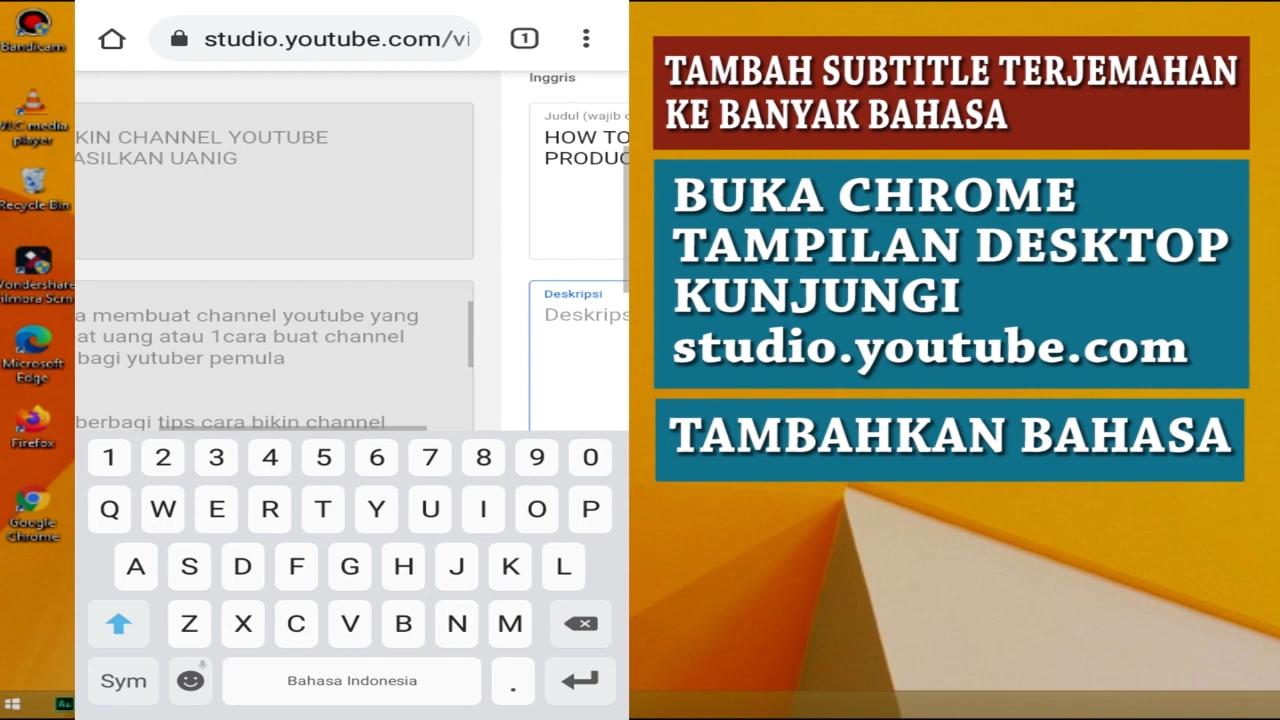 Bandicam
VLC media
player
Recycle Bin
Wondershare
Filmora Scrn
Microsoft
Edge
Firefox
Google
Chrome
studio.youtube.com/vi
1
Inggris
KIN CHANNEL YOUTUBE
ASILKAN UANIG
Judul (wajib
HOW TO
PRODUC
a membuat channel youtube yang
at uang atau 1cara buat channel
bagi yutuber pemula
berbagi tips cara bikin channel
Deskripsi
Deskrips
1 2 3 4 5 6 7 8 9 0
Q W E R T Y U I O P
A S D F G H J K L
Z X C V B N M
Sym
Bahasa Indonesia
.
Au
TAMBAH SUBTITLE TERJEMAHAN
KE BANYAK BAHASA
BUKA CHROME
TAMPILAN DESKTOP
KUNJUNGI
studio.youtube.com
TAMBAHKAN BAHASA